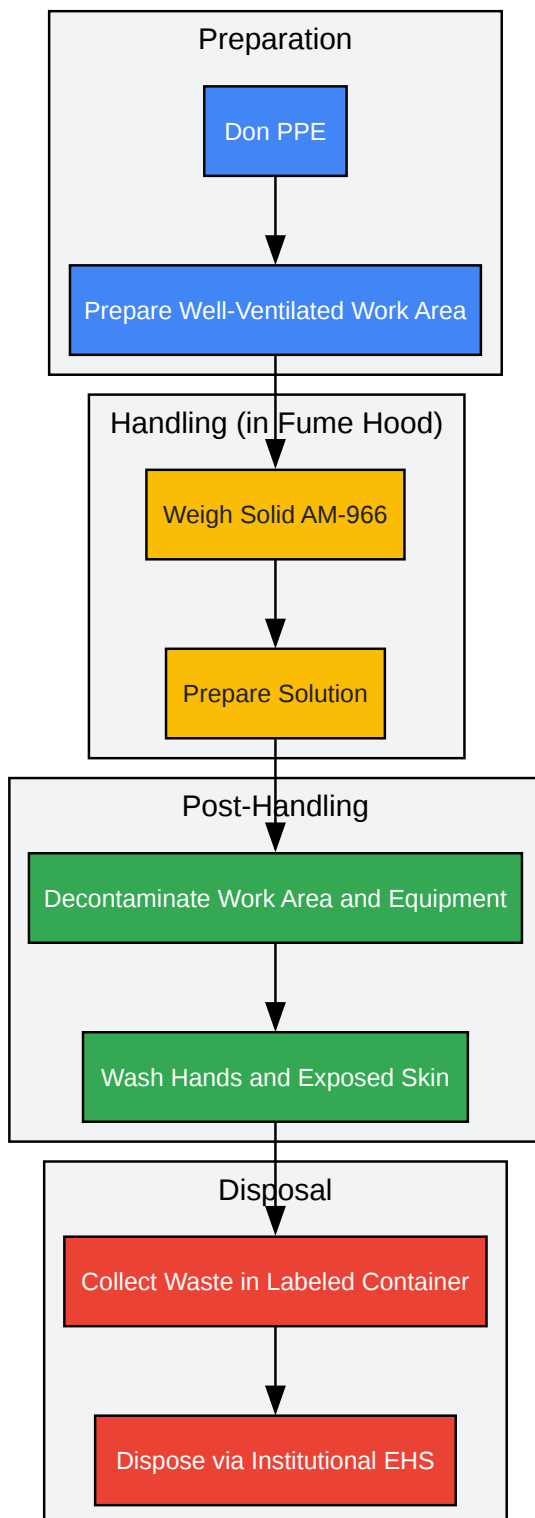 Preparation
Don PPE
Prepare Well-Ventilated Work Area
Handling (in Fume Hood)
Weigh Solid AM-966
Prepare Solution
Post-Handling
Decontaminate Work Area and Equipment
Wash Hands and Exposed Skin
Disposal
Collect Waste in Labeled Container
Dispose via Institutional EHS